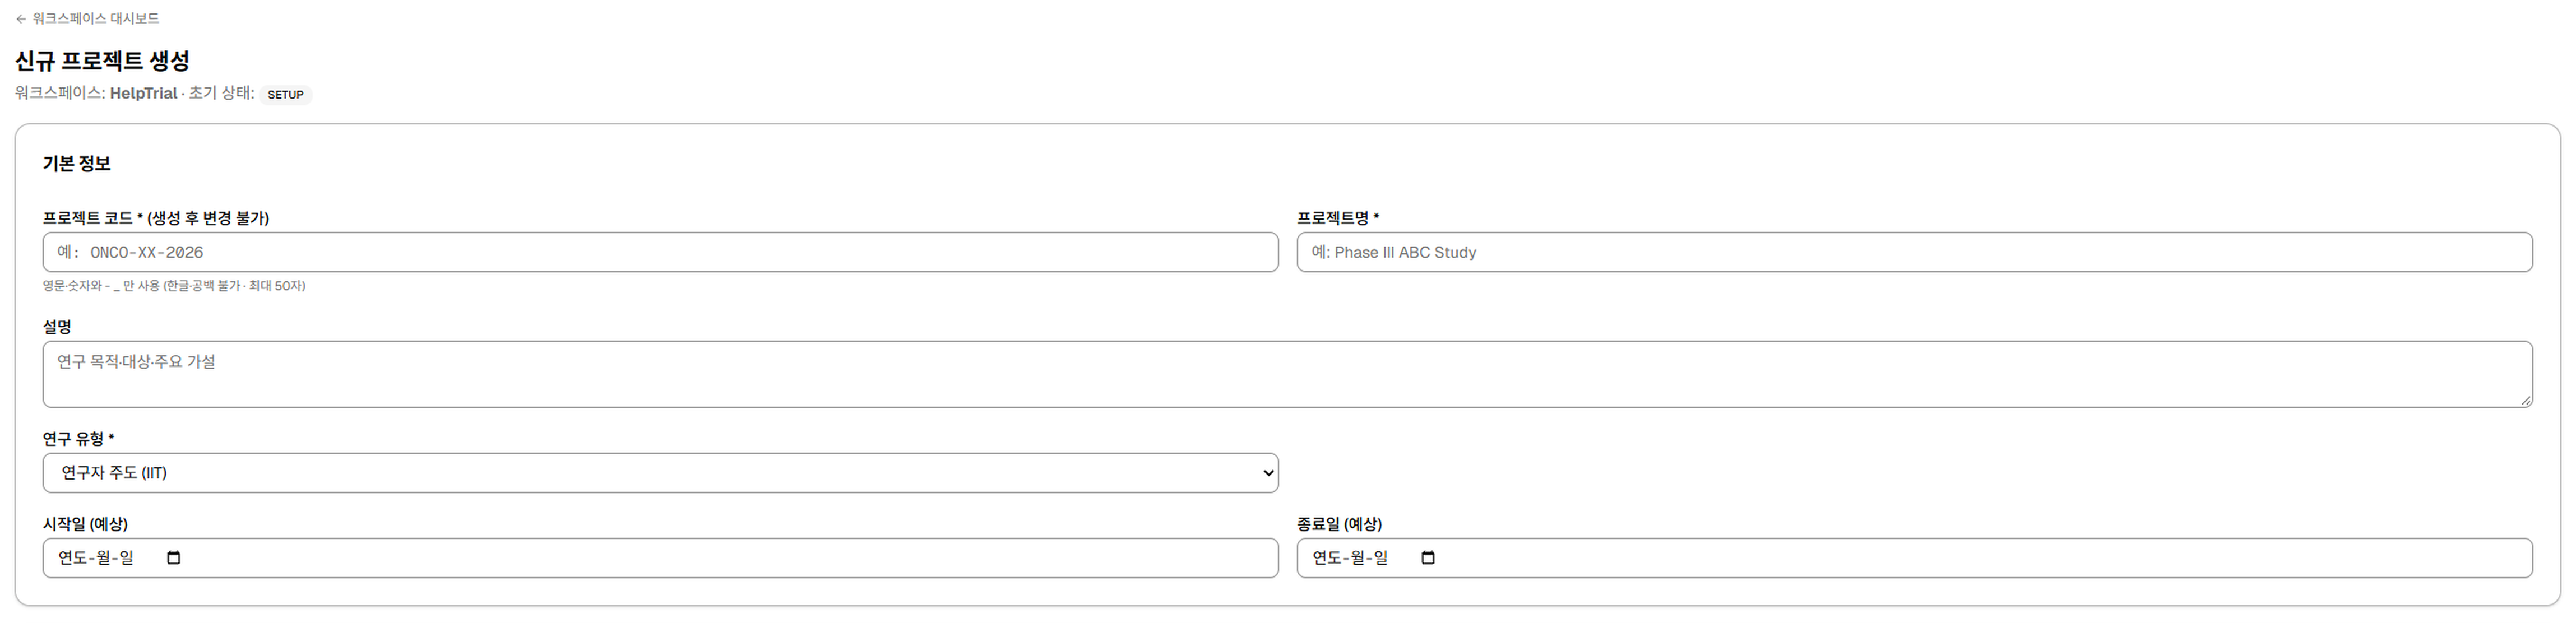 ← 워크스페이스 대시보드
신규 프로젝트 생성
워크스페이스: HelpTrial · 초기 상태: SETUP
기본 정보
프로젝트 코드 * (생성 후 변경 불가)
예: ONCO-XX-2026
영문·숫자와 - _ 만 사용 (한글·공백 불가 · 최대 50자)
프로젝트명 *
예: Phase III ABC Study
설명
연구 목적·대상·주요 가설
연구 유형 *
연구자 주도 (IIT)
시작일 (예상)
연도-월-일
종료일 (예상)
연도-월-일